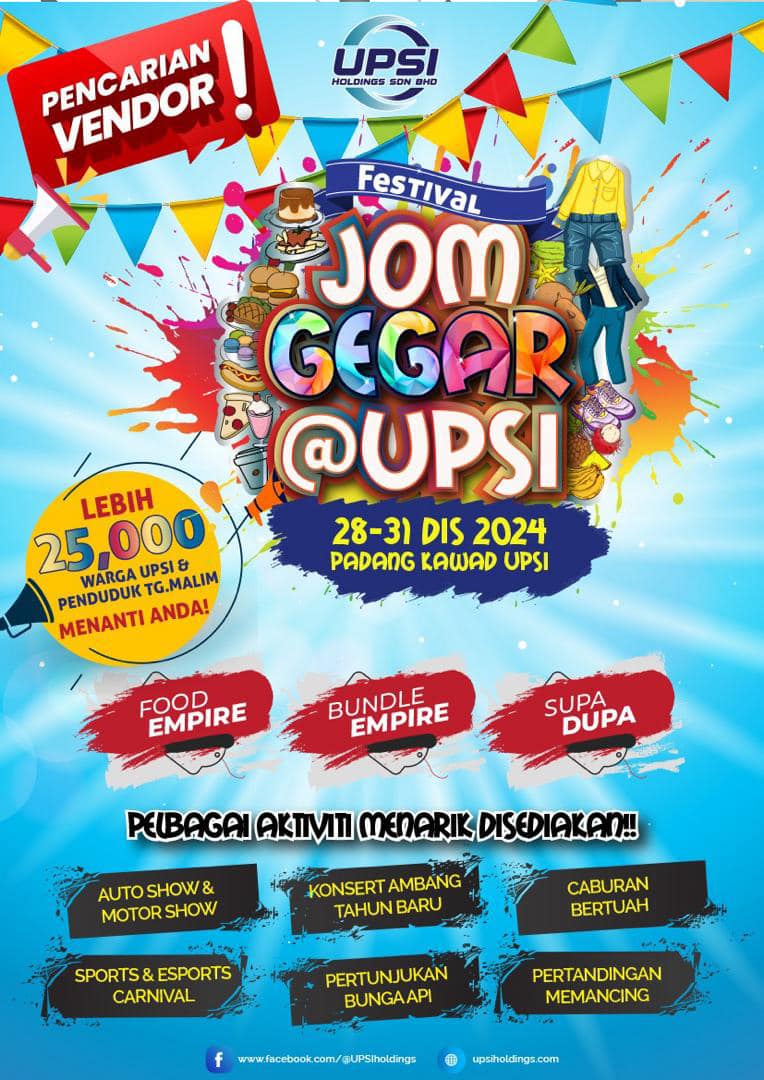 PENCARIAN
VENDOR!
UPSI
HOLDINGS SDN BHD
FESTIVAL
JOM
GEGAR
@UPSI
28-31 DIS 2024
PADANG KAWAD UPSI
LEBIH
25,000
WARGA UPSI &
PENDUDUK TG.MALIM
MENANTI ANDA!
FOOD
EMPIRE
BUNDLE
EMPIRE
SUPA
DUPA
PELBAGAI AKTIVITI MENARIK DISEDIAKAN!!
AUTO SHOW &
MOTOR SHOW
KONSERT AMBANG
TAHUN BARU
CABURAN
BERTUAH
SPORTS & ESPORTS
CARNIVAL
PERTUNJUKAN
BUNGA API
PERTANDINGAN
MEMANCING
www.facebook.com/@UPSIholdings
upsiholdings.com